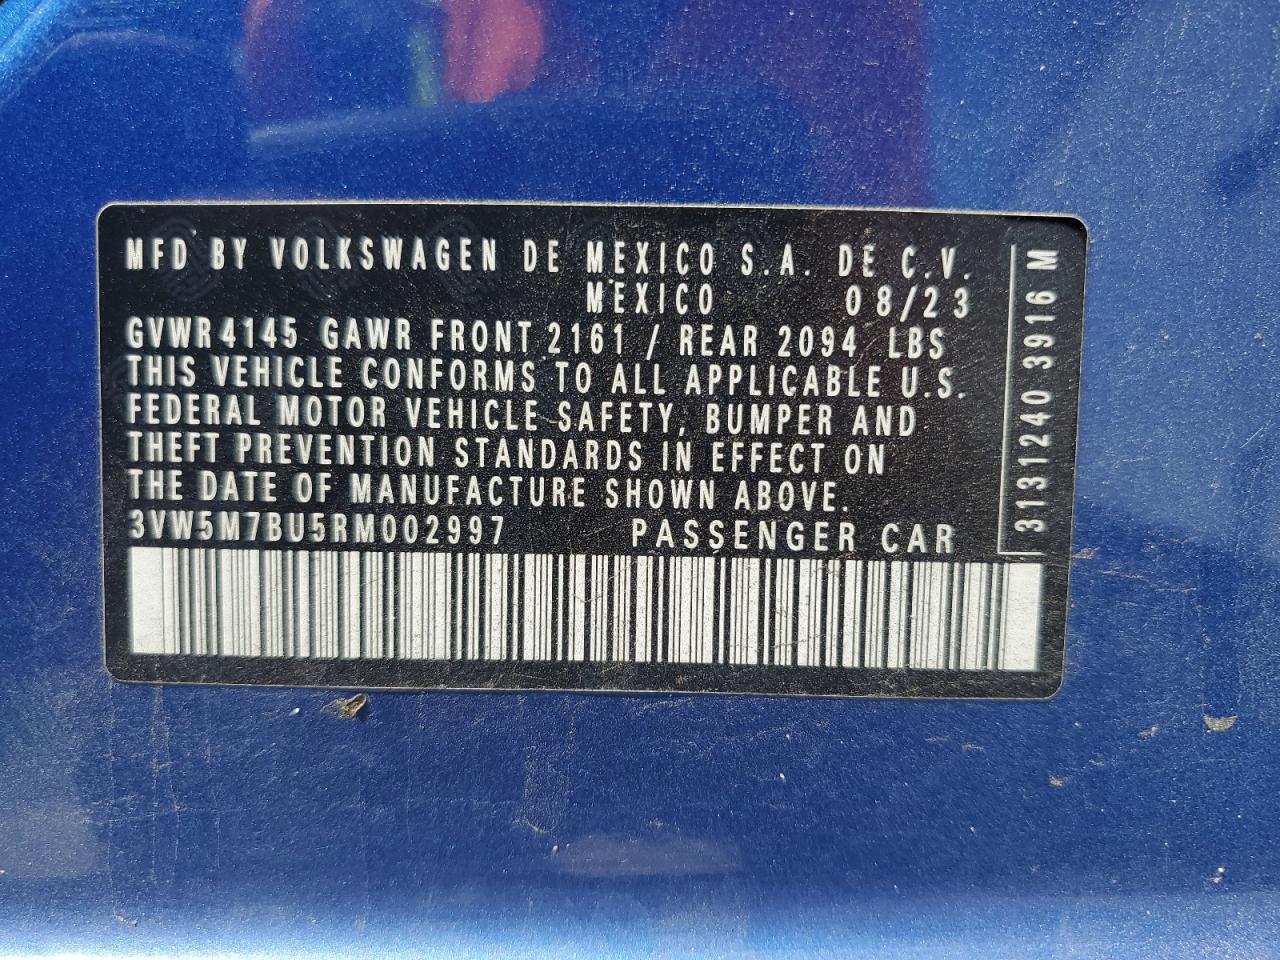 MFD BY VOLKSWAGEN DE MEXICO S.A. DE C.V.
MEXICO 08/23
GVWR 4145 GAWR FRONT 2161 / REAR 2094 LBS
THIS VEHICLE CONFORMS TO ALL APPLICABLE U.S.
FEDERAL MOTOR VEHICLE SAFETY, BUMPER AND
THEFT PREVENTION STANDARDS IN EFFECT ON
THE DATE OF MANUFACTURE SHOWN ABOVE.
3VW5M7BU5RM002997 PASSENGER CAR
3131240 3916 M